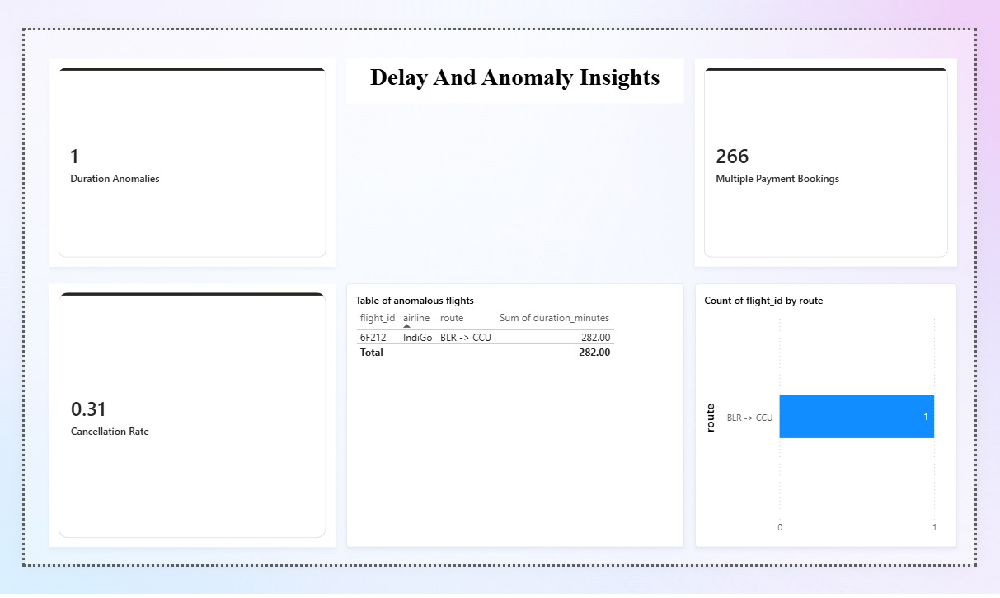 Delay And Anomaly Insights
1
Duration Anomalies
266
Multiple Payment Bookings
0.31
Cancellation Rate
Table of anomalous flights
flight_id airline route Sum of duration_minutes
6F212 IndiGo BLR -> CCU 282.00
Total 282.00
Count of flight_id by route
route
BLR -> CCU
1
0 1